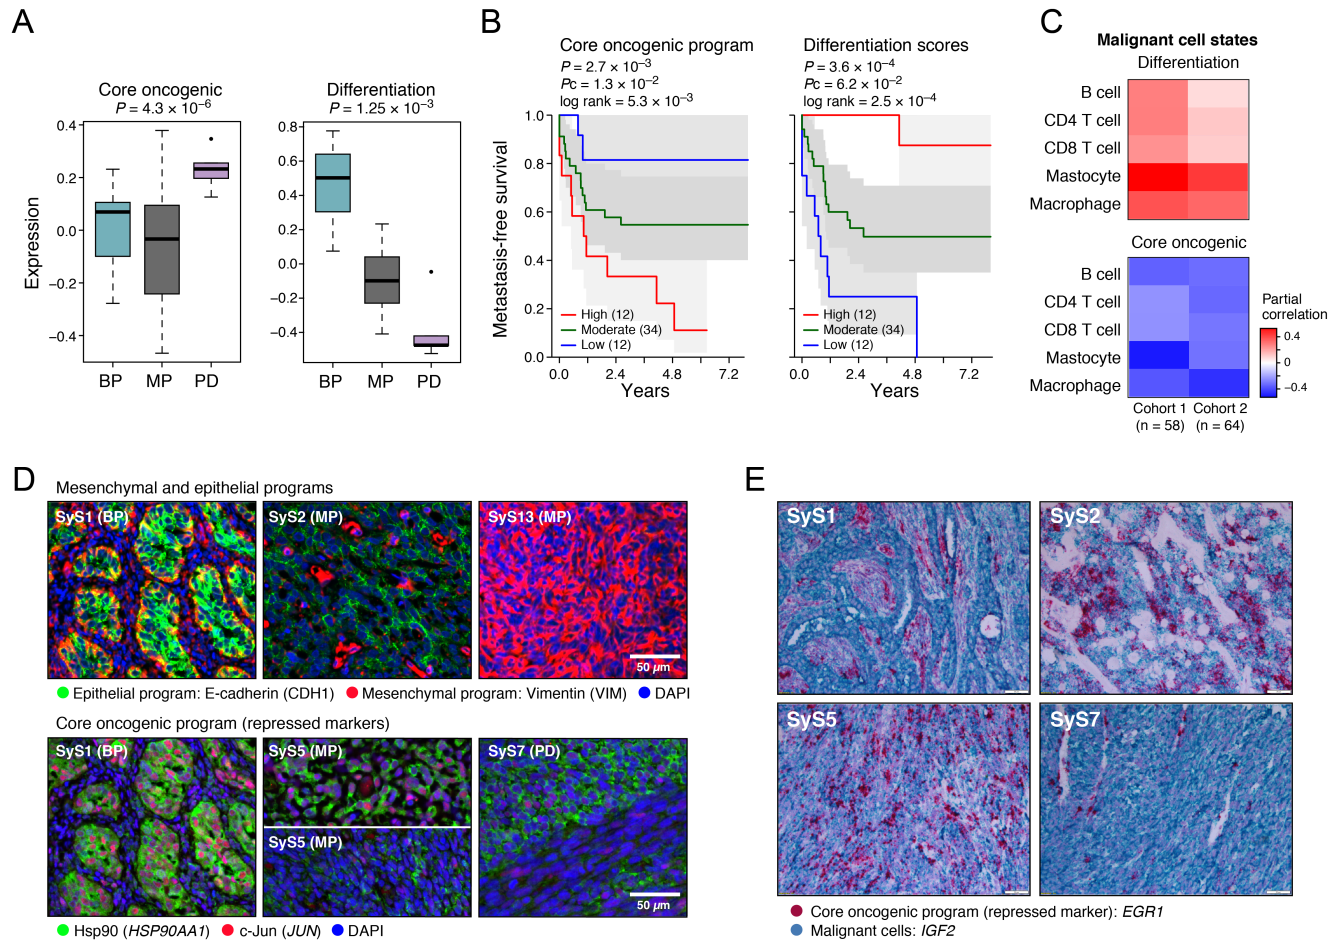 A
Core oncogenic
P = 4.3 × 10⁻⁶
Expression
0.4
0.2
0.0
−0.2
−0.4
BP
MP
PD
Differentiation
P = 1.25 × 10⁻³
0.8
0.6
0.4
0.2
0.0
−0.2
−0.4
BP
MP
PD
B
Core oncogenic program
P = 2.7 × 10⁻³
Pc = 1.3 × 10⁻²
log rank = 5.3 × 10⁻³
Metastasis-free survival
1.0
0.8
0.6
0.4
0.2
0.0
High (12)
Moderate (34)
Low (12)
0.0
2.4
4.8
7.2
Years
Differentiation scores
P = 3.6 × 10⁻⁴
Pc = 6.2 × 10⁻²
log rank = 2.5 × 10⁻⁴
High (12)
Moderate (34)
Low (12)
0.0
2.4
4.8
7.2
Years
C
Malignant cell states
Differentiation
B cell
CD4 T cell
CD8 T cell
Mastocyte
Macrophage
Core oncogenic
B cell
CD4 T cell
CD8 T cell
Mastocyte
Macrophage
Cohort 1
(n = 58)
Cohort 2
(n = 64)
Partial
correlation
0.4
0
−0.4
D
Mesenchymal and epithelial programs
SyS1 (BP)
SyS2 (MP)
SyS13 (MP)
50 µm
Epithelial program: E-cadherin (CDH1)
Mesenchymal program: Vimentin (VIM)
DAPI
Core oncogenic program (repressed markers)
SyS1 (BP)
SyS5 (MP)
SyS5 (MP)
SyS7 (PD)
50 µm
Hsp90 (HSP90AA1)
c-Jun (JUN)
DAPI
E
SyS1
SyS2
SyS5
SyS7
Core oncogenic program (repressed marker): EGR1
Malignant cells: IGF2